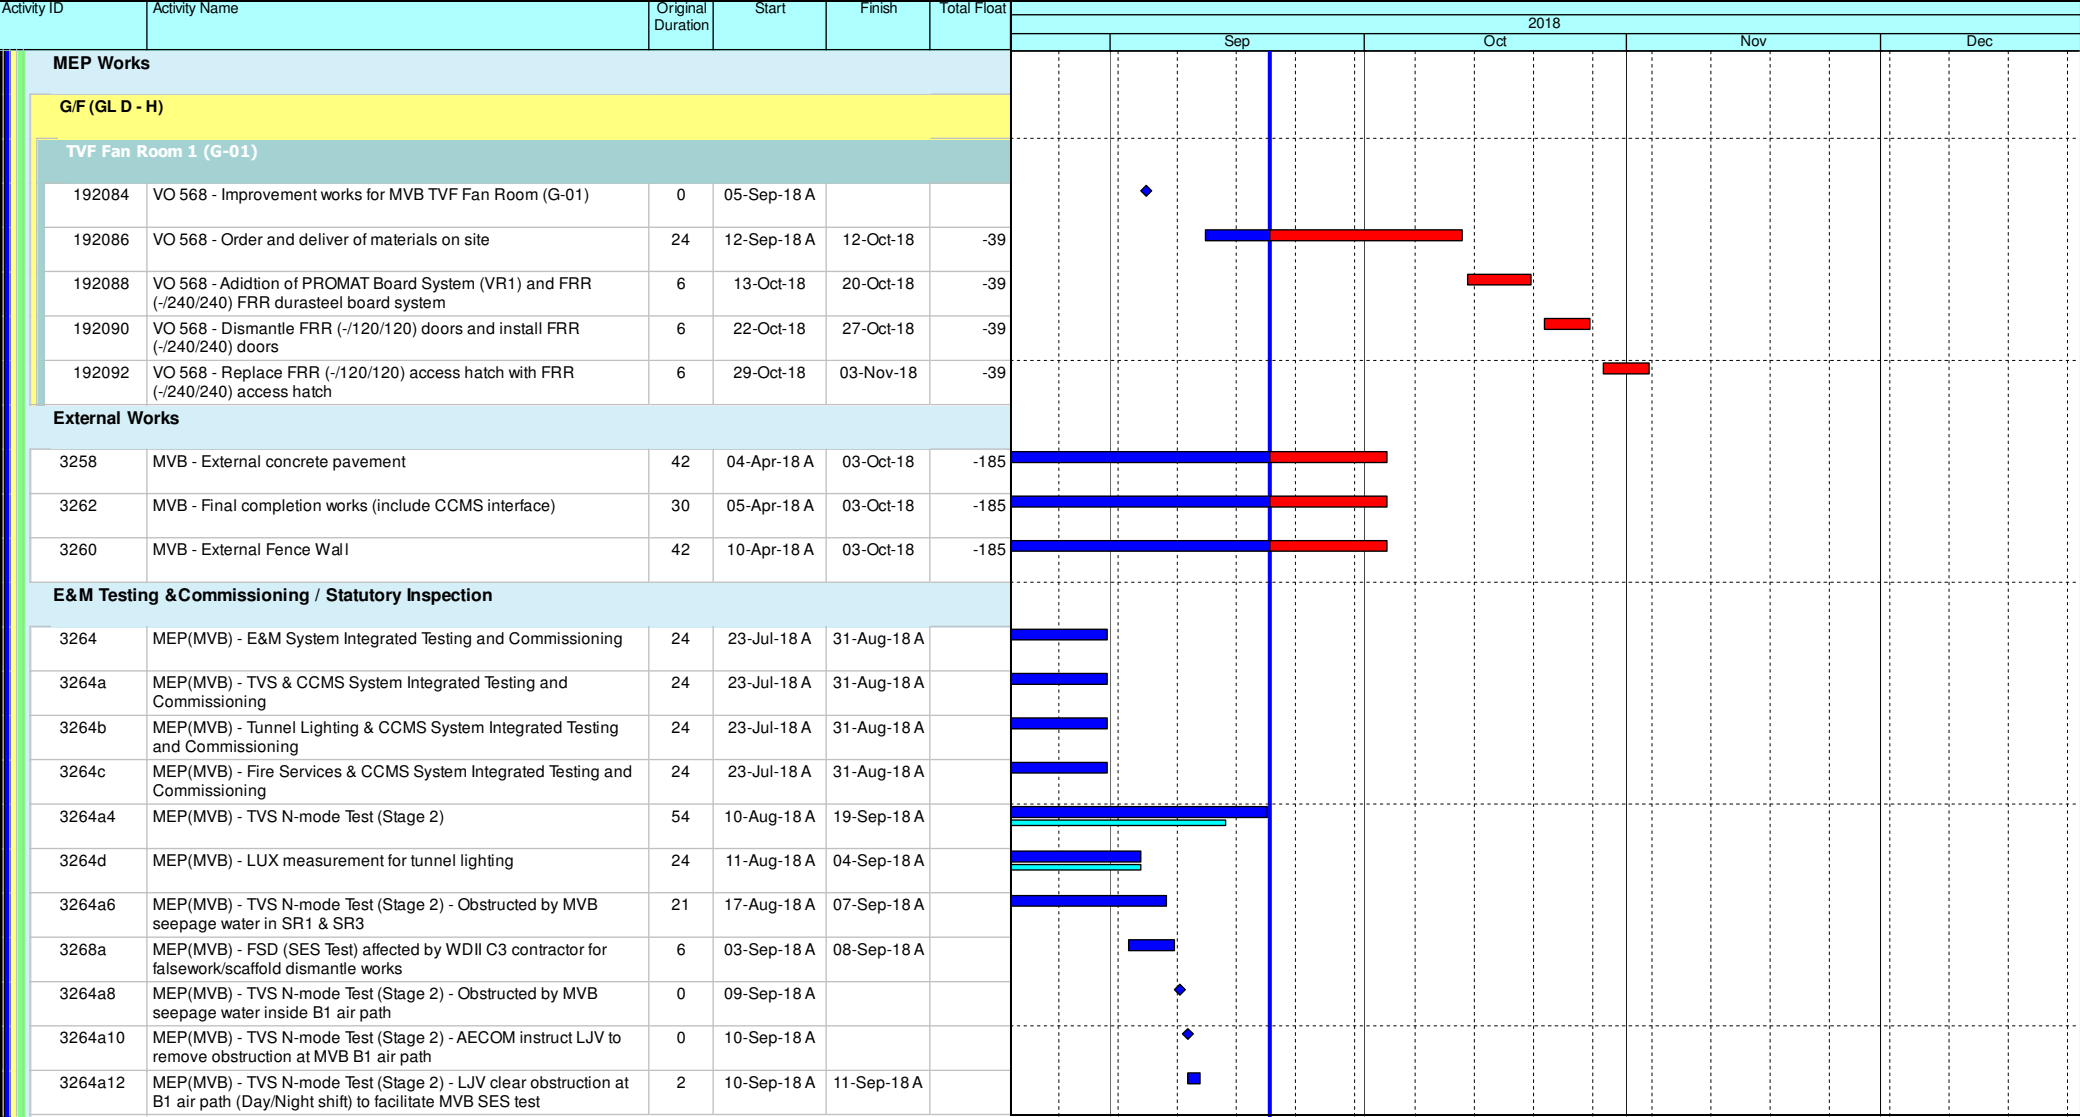 Activity ID Activity Name Original Duration Start Finish Total Float
2018
Sep Oct Nov Dec
MEP Works
G/F (GL D - H)
TVF Fan Room 1 (G-01)
192084 VO 568 - Improvement works for MVB TVF Fan Room (G-01) 0 05-Sep-18 A
192086 VO 568 - Order and deliver of materials on site 24 12-Sep-18 A 12-Oct-18 -39
192088 VO 568 - Adidtion of PROMAT Board System (VR1) and FRR 6 13-Oct-18 20-Oct-18 -39
(-/240/240) FRR durasteel board system
192090 VO 568 - Dismantle FRR (-/120/120) doors and install FRR 6 22-Oct-18 27-Oct-18 -39
(-/240/240) doors
192092 VO 568 - Replace FRR (-/120/120) access hatch with FRR 6 29-Oct-18 03-Nov-18 -39
(-/240/240) access hatch
External Works
3258 MVB - External concrete pavement 42 04-Apr-18 A 03-Oct-18 -185
3262 MVB - Final completion works (include CCMS interface) 30 05-Apr-18 A 03-Oct-18 -185
3260 MVB - External Fence Wall 42 10-Apr-18 A 03-Oct-18 -185
E&M Testing &Commissioning / Statutory Inspection
3264 MEP(MVB) - E&M System Integrated Testing and Commissioning 24 23-Jul-18 A 31-Aug-18 A
3264a MEP(MVB) - TVS & CCMS System Integrated Testing and 24 23-Jul-18 A 31-Aug-18 A
Commissioning
3264b MEP(MVB) - Tunnel Lighting & CCMS System Integrated Testing 24 23-Jul-18 A 31-Aug-18 A
and Commissioning
3264c MEP(MVB) - Fire Services & CCMS System Integrated Testing and 24 23-Jul-18 A 31-Aug-18 A
Commissioning
3264a4 MEP(MVB) - TVS N-mode Test (Stage 2) 54 10-Aug-18 A 19-Sep-18 A
3264d MEP(MVB) - LUX measurement for tunnel lighting 24 11-Aug-18 A 04-Sep-18 A
3264a6 MEP(MVB) - TVS N-mode Test (Stage 2) - Obstructed by MVB 21 17-Aug-18 A 07-Sep-18 A
seepage water in SR1 & SR3
3268a MEP(MVB) - FSD (SES Test) affected by WDII C3 contractor for 6 03-Sep-18 A 08-Sep-18 A
falsework/scaffold dismantle works
3264a8 MEP(MVB) - TVS N-mode Test (Stage 2) - Obstructed by MVB 0 09-Sep-18 A
seepage water inside B1 air path
3264a10 MEP(MVB) - TVS N-mode Test (Stage 2) - AECOM instruct LJV to 0 10-Sep-18 A
remove obstruction at MVB B1 air path
3264a12 MEP(MVB) - TVS N-mode Test (Stage 2) - LJV clear obstruction at 2 10-Sep-18 A 11-Sep-18 A
B1 air path (Day/Night shift) to facilitate MVB SES test